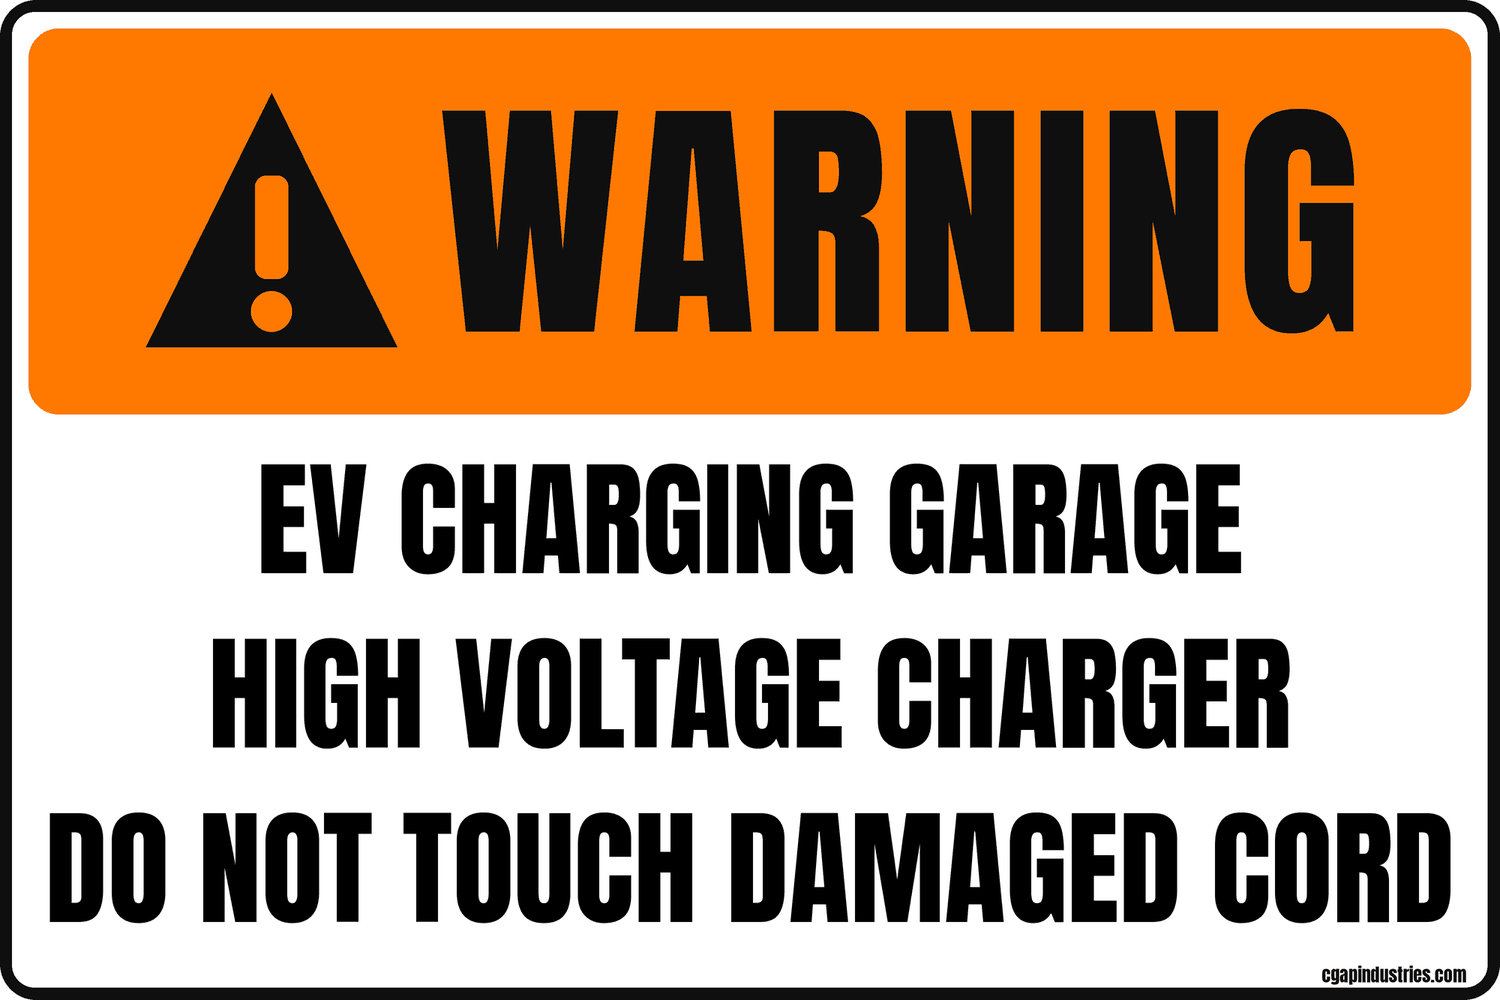 WARNING
EV CHARGING GARAGE
HIGH VOLTAGE CHARGER
DO NOT TOUCH DAMAGED CORD
cgapindustries.com